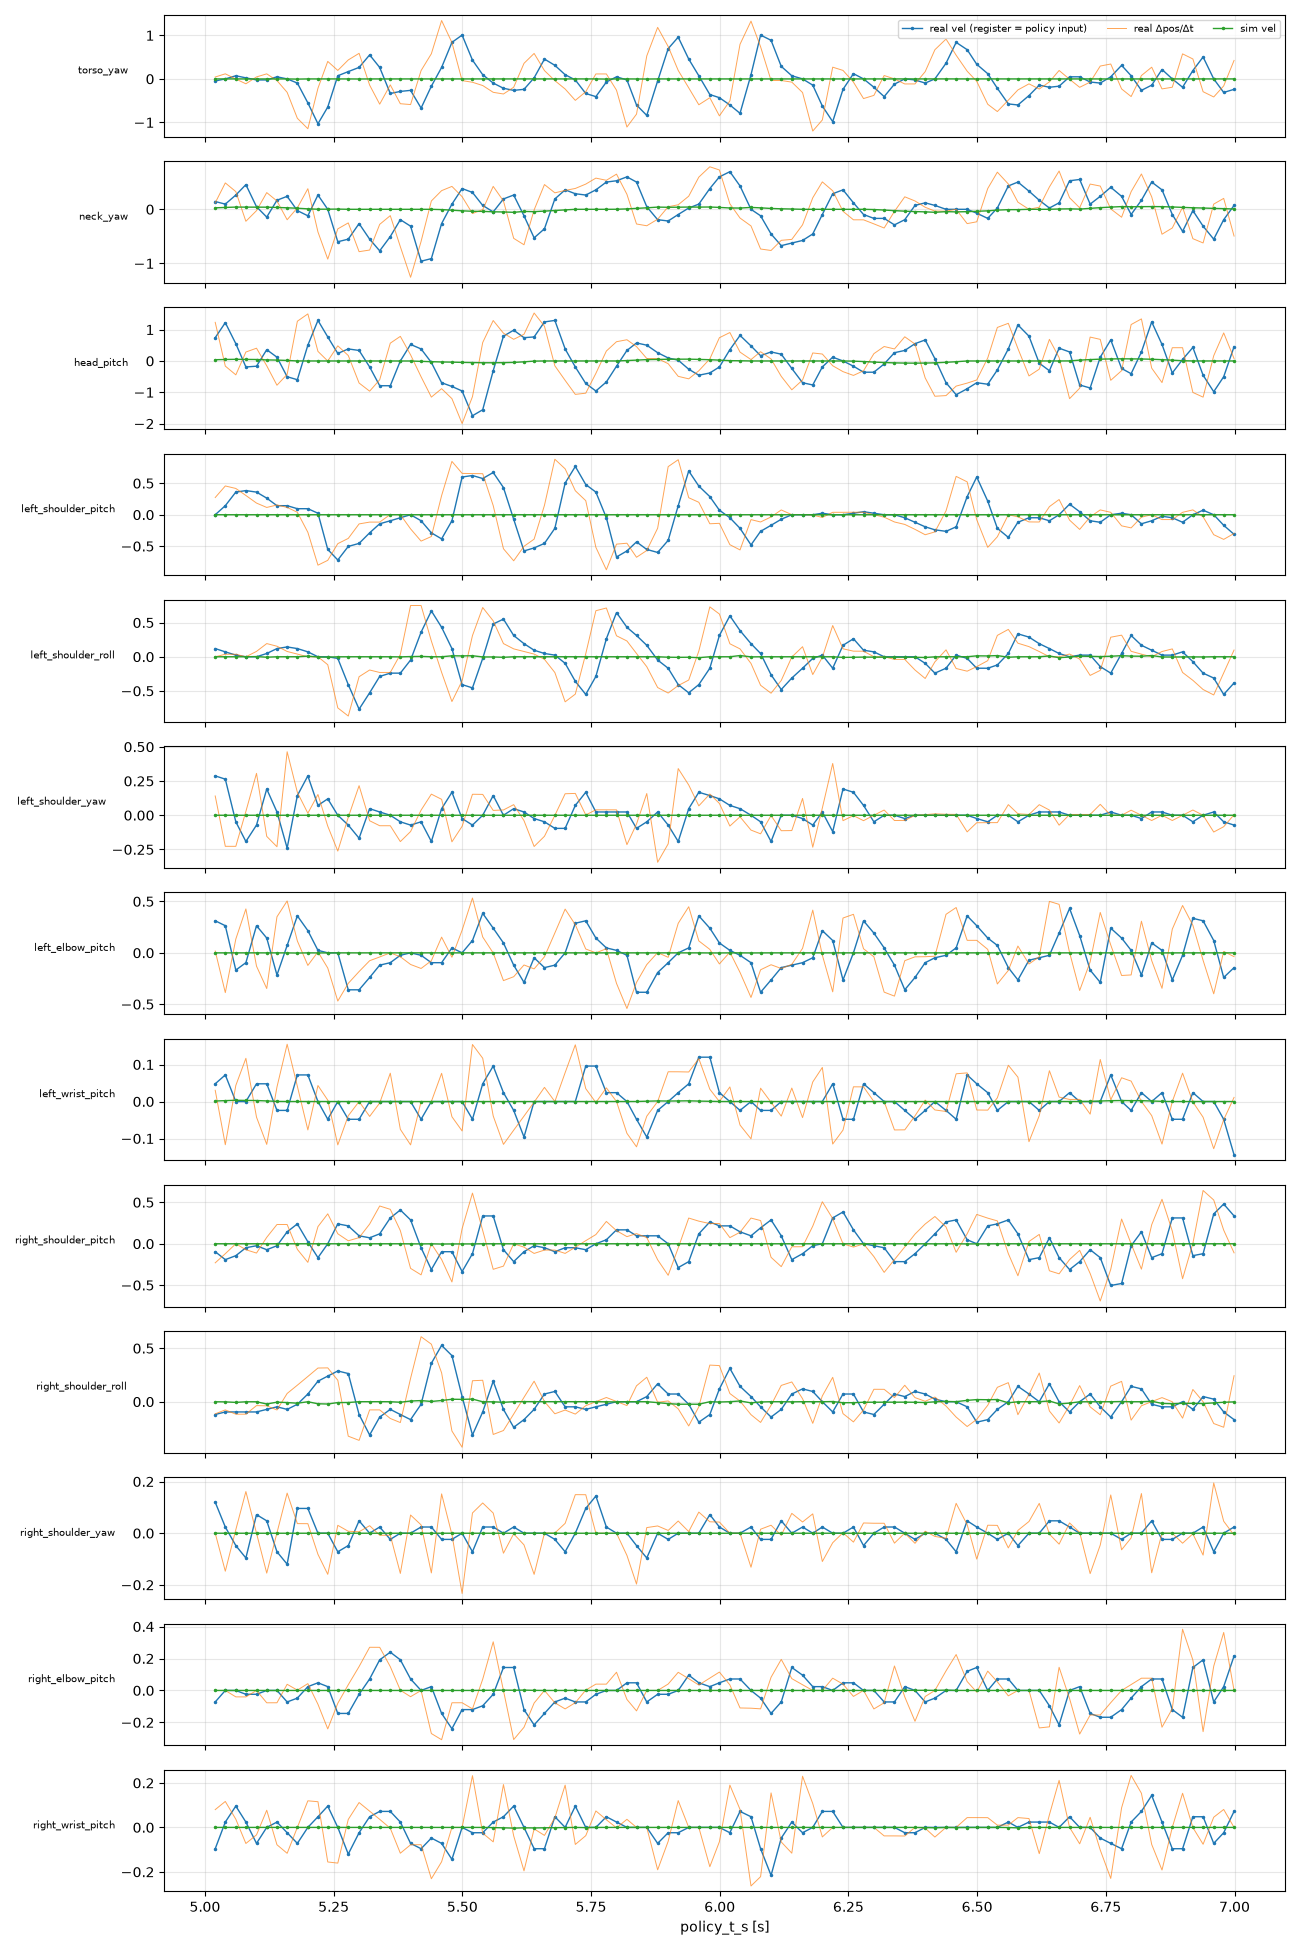 real vel (register = policy input) real Δpos/Δt sim vel
torso_yaw
1
0
−1
neck_yaw
0
−1
head_pitch
1
0
−1
−2
left_shoulder_pitch
0.5
0.0
−0.5
left_shoulder_roll
0.5
0.0
−0.5
left_shoulder_yaw
0.50
0.25
0.00
−0.25
left_elbow_pitch
0.5
0.0
−0.5
left_wrist_pitch
0.1
0.0
−0.1
right_shoulder_pitch
0.5
0.0
−0.5
right_shoulder_roll
0.5
0.0
right_shoulder_yaw
0.2
0.0
−0.2
right_elbow_pitch
0.4
0.2
0.0
−0.2
right_wrist_pitch
0.2
0.0
−0.2
5.00 5.25 5.50 5.75 6.00 6.25 6.50 6.75 7.00
policy_t_s [s]